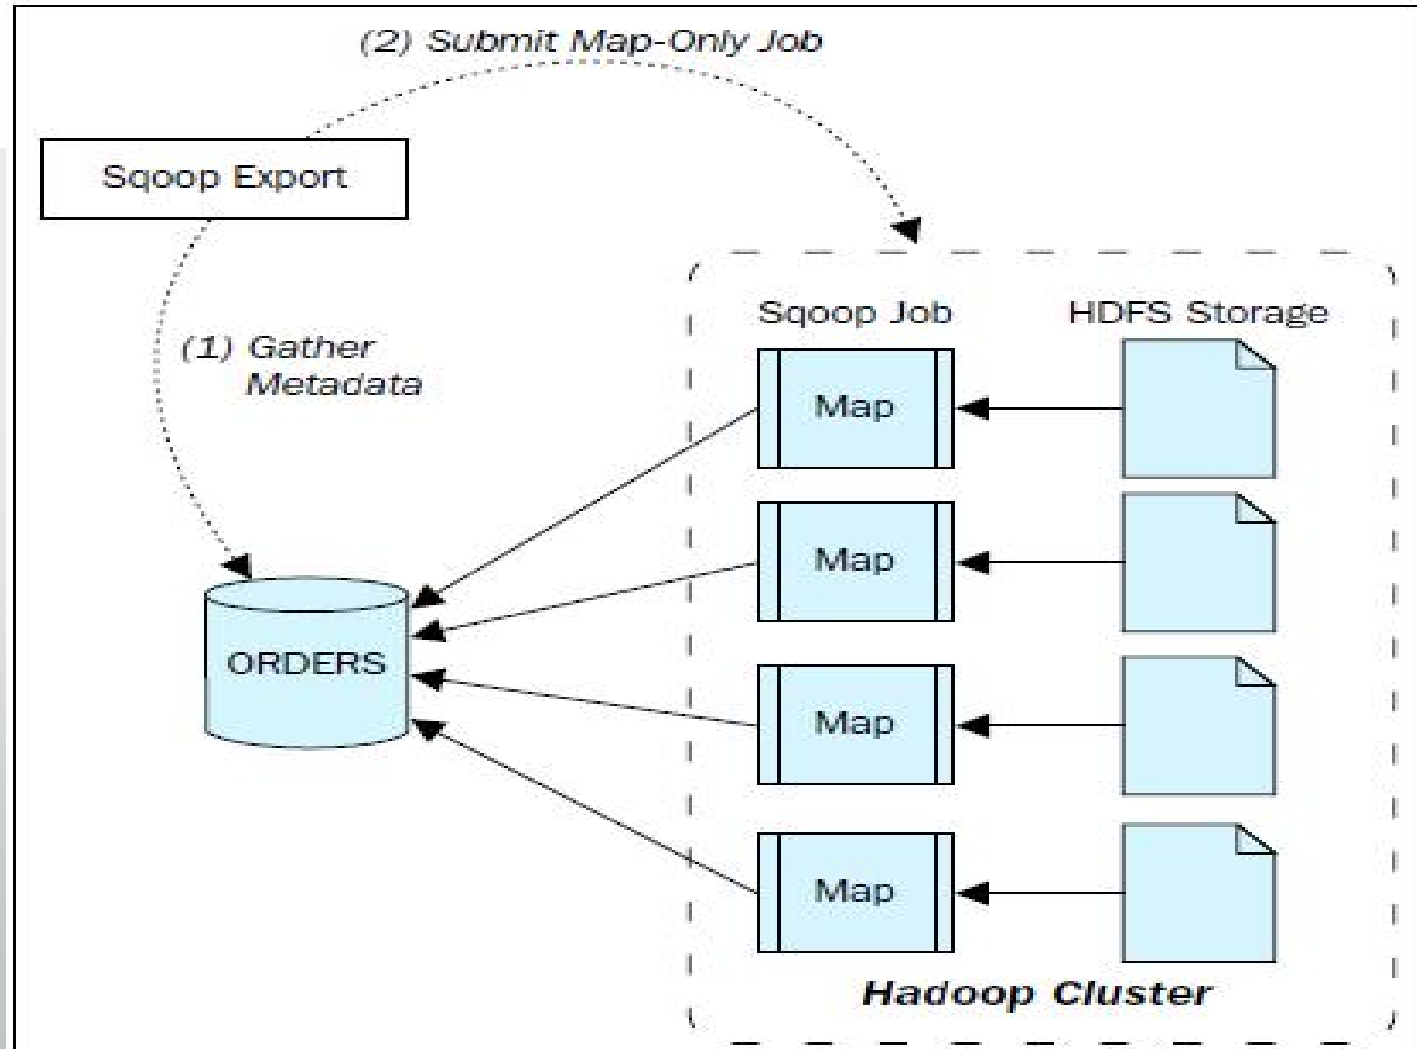 (2) Submit Map-Only Job
Sqoop Export
(1) Gather
Metadata
Sqoop Job
HDFS Storage
Map
Map
ORDERS
Map
Map
Hadoop Cluster